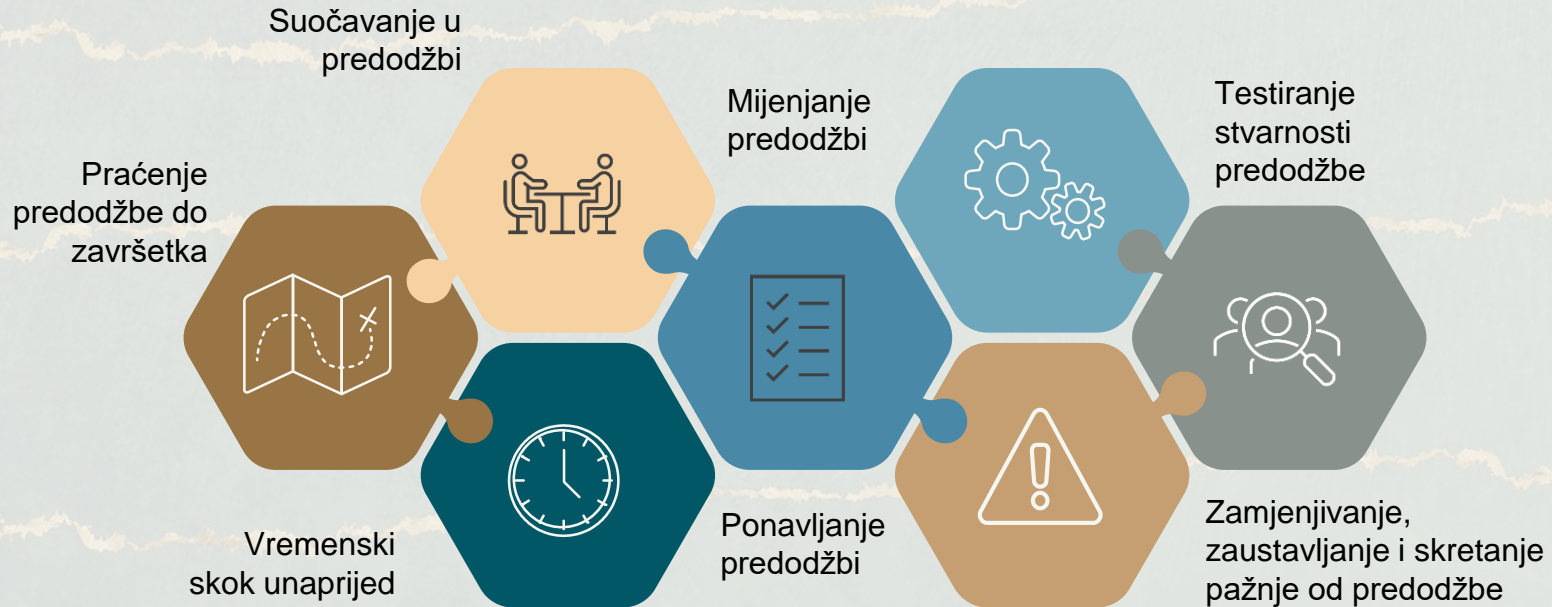 Suočavanje u
predodžbi
Mijenjanje
predodžbi
Testiranje
stvarnosti
predodžbe
Praćenje
predodžbe do
završetka
Vremenski
skok unaprijed
Ponavljanje
predodžbi
Zamjenjivanje,
zaustavljanje i skretanje
pažnje od predodžbe